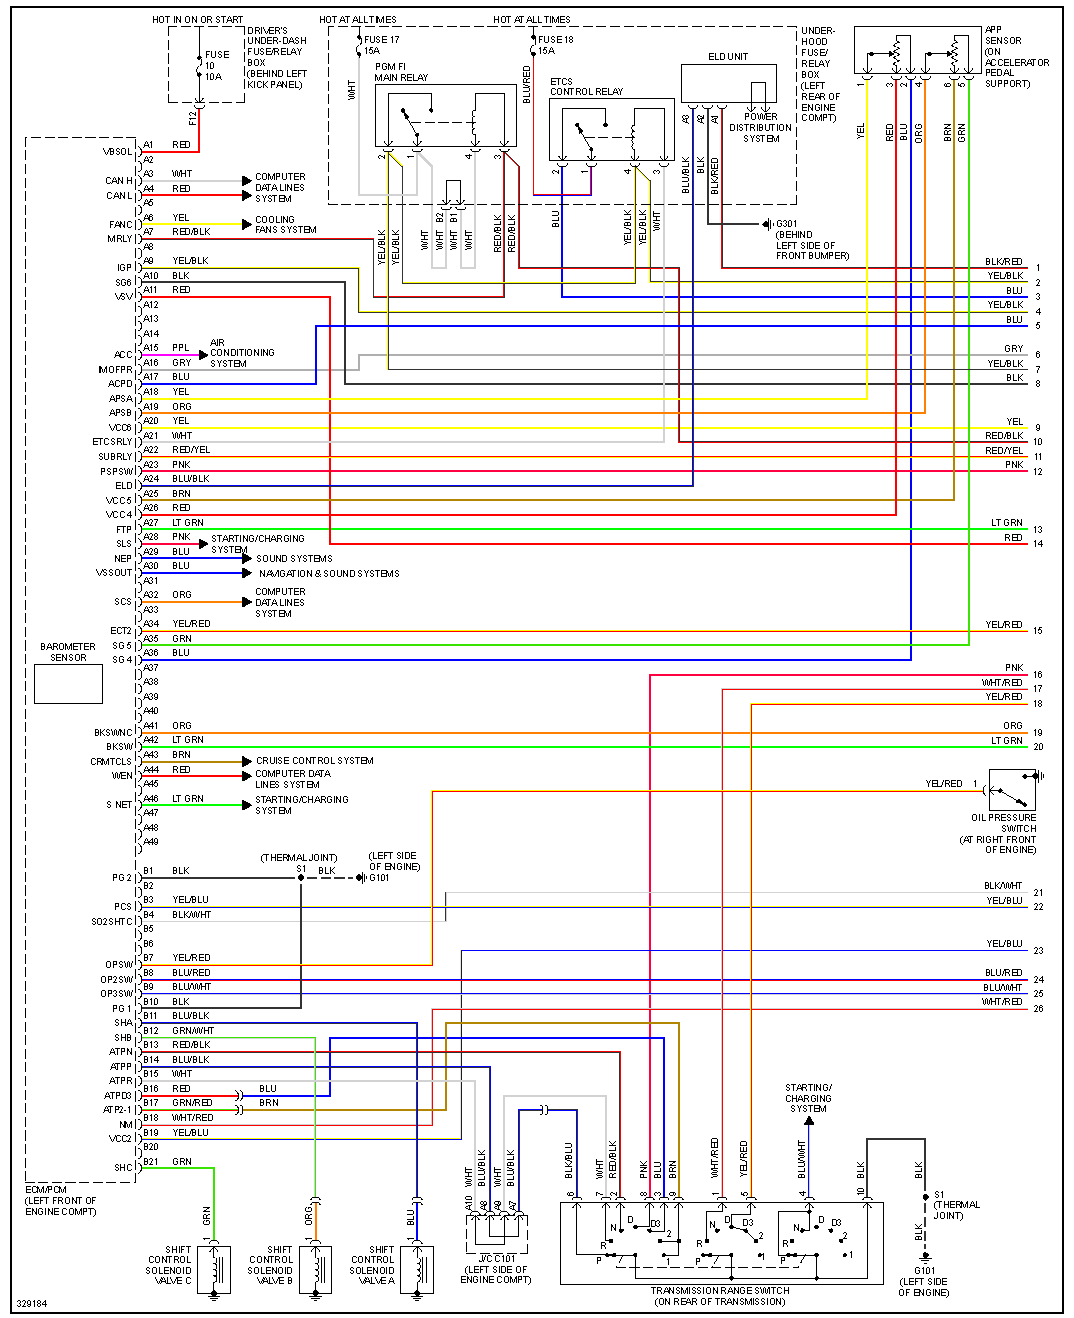 HOT IN ON OR START
HOT AT ALL TIMES
HOT AT ALL TIMES
FUSE
10
10A
DRIVER'S
UNDER-DASH
FUSE/RELAY
BOX
(BEHIND LEFT
KICK PANEL)
F12
FUSE 17
15A
FUSE 18
15A
WHT
BLU/RED
PGM FI
MAIN RELAY
ETCS
CONTROL RELAY
ELD UNIT
POWER
DISTRIBUTION
SYSTEM
UNDER-
HOOD
FUSE/
RELAY
BOX
(LEFT
REAR OF
ENGINE
COMPT)
APP
SENSOR
(ON
ACCELERATOR
PEDAL
SUPPORT)
2 1 4 3
2 1 4 3
A3 A2 A1
1 3 2 4 6 5
YEL RED BLU ORG BRN GRN
BLU/BLK BLK BLK/RED
B2 B1
YEL/BLK YEL/BLK WHT WHT WHT WHT RED/BLK RED/BLK
BLU YEL/BLK YEL/BLK WHT
G301
(BEHIND
LEFT SIDE OF
FRONT BUMPER)
VBSOL A1 RED
A2
CAN H A3 WHT
CAN L A4 RED
COMPUTER
DATA LINES
SYSTEM
A5
FANC A6 YEL
COOLING
FANS SYSTEM
MRLY A7 RED/BLK
A8
IGP A9 YEL/BLK
SG6 A10 BLK
VSV A11 RED
A12
A13
A14
ACC A15 PPL
AIR
CONDITIONING
SYSTEM
IMOFPR A16 GRY
ACPD A17 BLU
APSA A18 YEL
APSB A19 ORG
VCC6 A20 YEL
ETCSRLY A21 WHT
SUBRLY A22 RED/YEL
PSPSW A23 PNK
ELD A24 BLU/BLK
VCC5 A25 BRN
VCC4 A26 RED
FTP A27 LT GRN
SLS A28 PNK
STARTING/CHARGING
SYSTEM
NEP A29 BLU
SOUND SYSTEMS
VSSOUT A30 BLU
NAVIGATION & SOUND SYSTEMS
A31
SCS A32 ORG
COMPUTER
DATA LINES
SYSTEM
A33
ECT2 A34 YEL/RED
SG5 A35 GRN
SG4 A36 BLU
BAROMETER
SENSOR
A37
A38
A39
A40
BKSWNC A41 ORG
BKSW A42 LT GRN
CRMTCLS A43 BRN
CRUISE CONTROL SYSTEM
WEN A44 RED
COMPUTER DATA
LINES SYSTEM
A45
S NET A46 LT GRN
STARTING/CHARGING
SYSTEM
A47
A48
A49
BLK/RED 1
YEL/BLK 2
BLU 3
YEL/BLK 4
BLU 5
GRY 6
YEL/BLK 7
BLK 8
YEL 9
RED/BLK 10
RED/YEL 11
PNK 12
LT GRN 13
RED 14
YEL/RED 15
PNK 16
WHT/RED 17
YEL/RED 18
ORG 19
LT GRN 20
YEL/RED 1
OIL PRESSURE
SWITCH
(AT RIGHT FRONT
OF ENGINE)
(THERMAL JOINT)
S1
BLK
(LEFT SIDE
OF ENGINE)
G101
PG2 B1 BLK
B2
PCS B3 YEL/BLU
SO2SHTC B4 BLK/WHT
B5
B6
OPSW B7 YEL/RED
OP2SW B8 BLU/RED
OP3SW B9 BLU/WHT
PG1 B10 BLK
SHA B11 BLU/BLK
SHB B12 GRN/WHT
ATPN B13 RED/BLK
ATPP B14 BLU/BLK
ATPR B15 WHT
ATPD3 B16 RED
BLU
ATP2-1 B17 GRN/RED
BRN
NM B18 WHT/RED
VCC2 B19 YEL/BLU
B20
SHC B21 GRN
BLK/WHT 21
YEL/BLU 22
YEL/BLU 23
BLU/RED 24
BLU/WHT 25
WHT/RED 26
ECM/PCM
(LEFT FRONT OF
ENGINE COMPT)
GRN
1
ORG
1
BLU
1
SHIFT
CONTROL
SOLENOID
VALVE C
SHIFT
CONTROL
SOLENOID
VALVE B
SHIFT
CONTROL
SOLENOID
VALVE A
WHT BLU/BLK WHT BLU/BLK
A10 A8 A9 A7
J/C C101
(LEFT SIDE OF
ENGINE COMPT)
BLK/BLU WHT RED/BLK PNK BLU BRN WHT/RED YEL/RED BLU/WHT BLK
6 7 2 8 3 9 1 5 4 10
STARTING/
CHARGING
SYSTEM
P R N D D3 2 1
P R N D D3 2 1
P R N D D3 2 1
TRANSMISSION RANGE SWITCH
(ON REAR OF TRANSMISSION)
BLK
S1
(THERMAL
JOINT)
BLK
G101
(LEFT SIDE
OF ENGINE)
329184